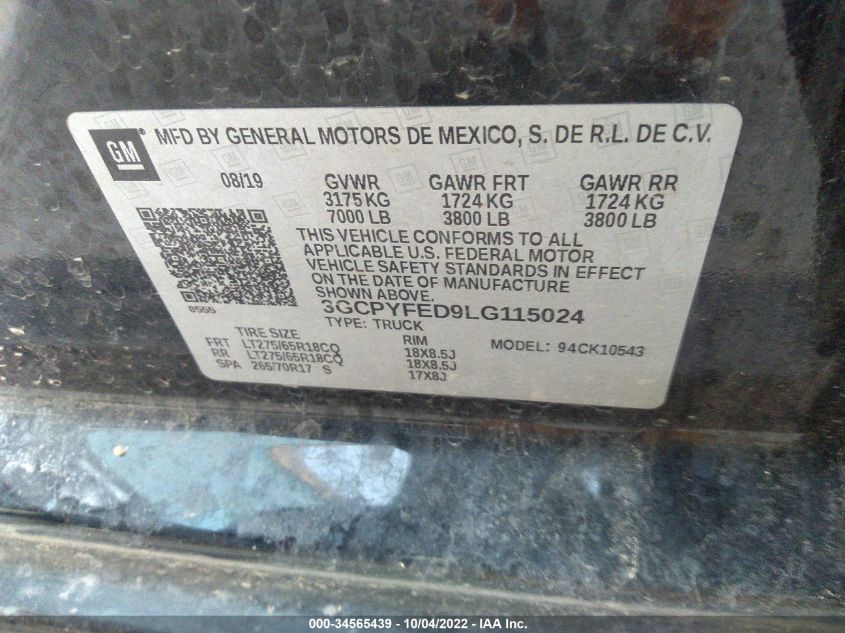 GM ® MFD BY GENERAL MOTORS DE MEXICO, S. DE R.L. DE C.V.
08/19 GVWR GAWR FRT GAWR RR
3175 KG 1724 KG 1724 KG
7000 LB 3800 LB 3800 LB
THIS VEHICLE CONFORMS TO ALL
APPLICABLE U.S. FEDERAL MOTOR
VEHICLE SAFETY STANDARDS IN EFFECT
ON THE DATE OF MANUFACTURE
SHOWN ABOVE.
8555 3GCPYFED9LG115024
TYPE: TRUCK
TIRE SIZE RIM MODEL: 94CK10543
FRT LT275/65R18CQ 18X8.5J
RR LT275/65R18CQ 18X8.5J
SPA 265/70R17 S 17X8J
000-34565439 - 10/04/2022 - IAA Inc.